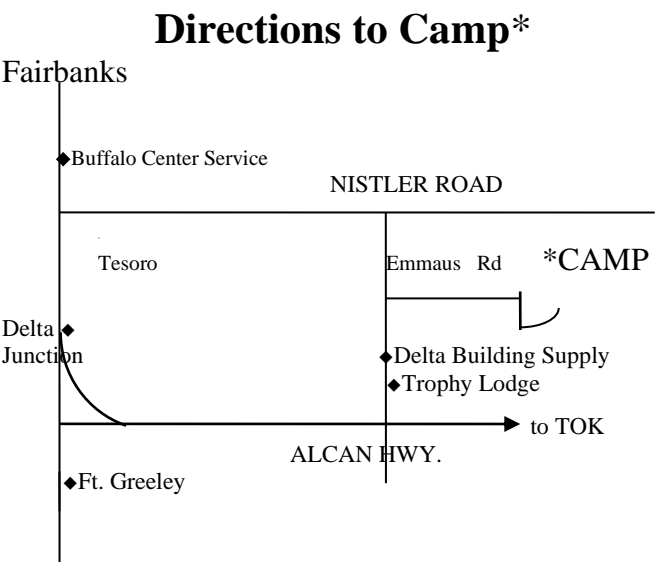 Directions to Camp*
Fairbanks
◆Buffalo Center Service
NISTLER ROAD
Tesoro
Emmaus Rd
*CAMP
Delta ◆
Junction
◆Delta Building Supply
◆Trophy Lodge
to TOK
ALCAN HWY.
◆Ft. Greeley